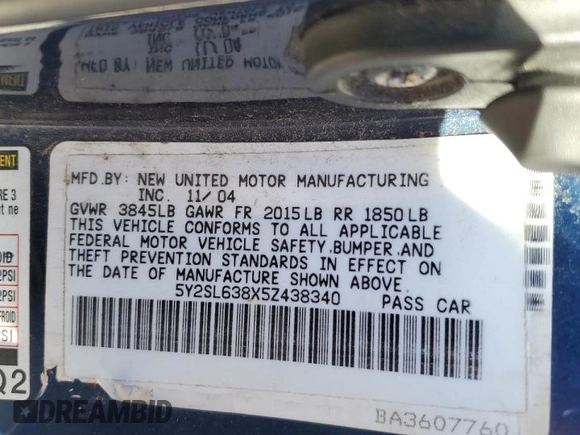 MFD.BY: NEW UNITED MOTOR MANUFACTURING
INC. 11/04
GVWR 3845LB GAWR FR 2015LB RR 1850LB
THIS VEHICLE CONFORMS TO ALL APPLICABLE
FEDERAL MOTOR VEHICLE SAFETY,BUMPER,AND
THEFT PREVENTION STANDARDS IN EFFECT ON
THE DATE OF MANUFACTURE SHOWN ABOVE
5Y2SL638X5Z438340 PASS CAR
BA3607760
Q2
DREAMBID